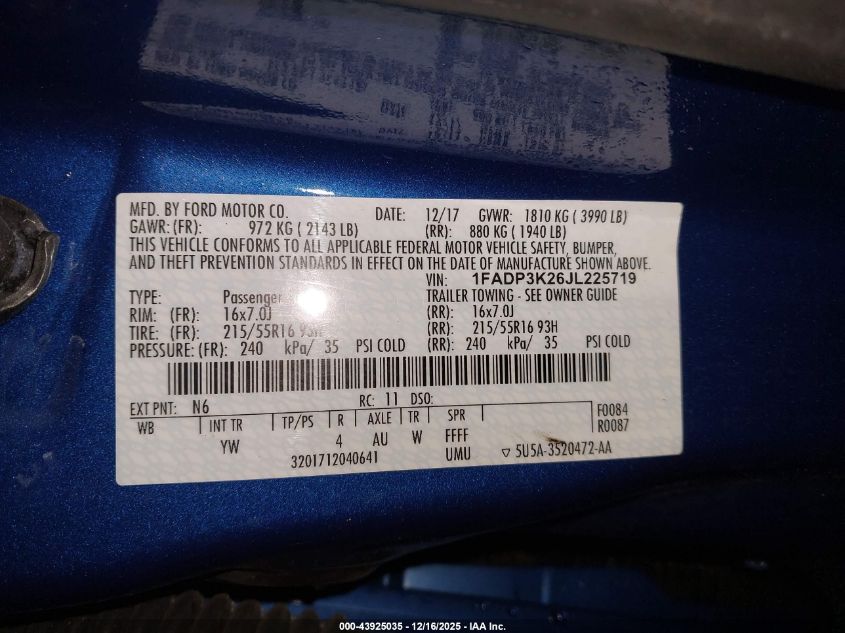 MFD. BY FORD MOTOR CO. DATE: 12/17 GVWR: 1810 KG ( 3990 LB)
GAWR: (FR): 972 KG ( 2143 LB) (RR): 880 KG ( 1940 LB)
THIS VEHICLE CONFORMS TO ALL APPLICABLE FEDERAL MOTOR VEHICLE SAFETY, BUMPER,
AND THEFT PREVENTION STANDARDS IN EFFECT ON THE DATE OF MANUFACTURE SHOWN ABOVE.
VIN: 1FADP3K26JL225719
TYPE: Passenger TRAILER TOWING - SEE OWNER GUIDE
RIM: (FR): 16x7.0J (RR): 16x7.0J
TIRE: (FR): 215/55R16 93H (RR): 215/55R16 93H
PRESSURE: (FR): 240 kPa/ 35 PSI COLD (RR): 240 kPa/ 35 PSI COLD
EXT PNT: N6 RC: 11 DSO: F0084
WB INT TR TP/PS R AXLE TR SPR R0087
YW 4 AU W FFFF
3201712040641 UMU ▽ 5U5A-3520472-AA
000-43925035 - 12/16/2025 - IAA Inc.